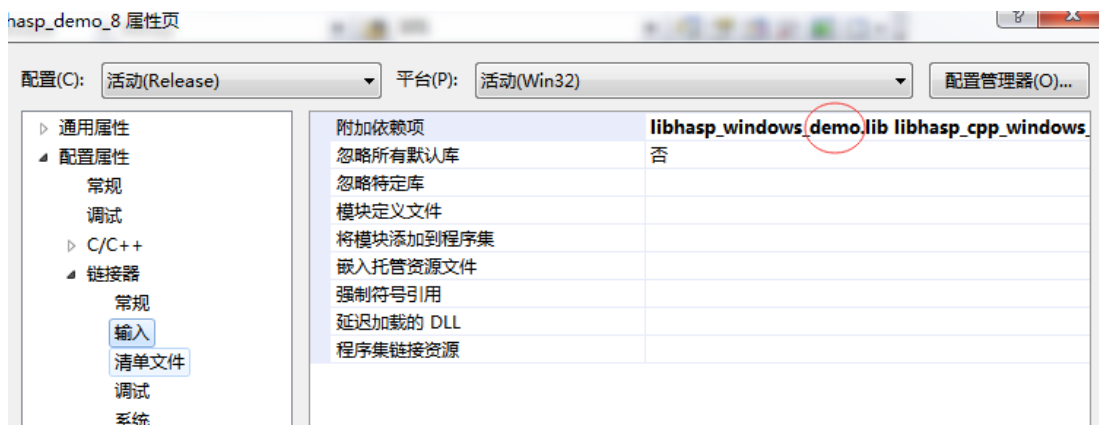 hasp_demo_8 属性页
配置(C): 活动(Release) 平台(P): 活动(Win32) 配置管理器(O)...
通用属性
配置属性
常规
调试
C/C++
链接器
常规
输入
清单文件
调试
系统
附加依赖项 libhasp_windows_demo.lib libhasp_cpp_windows_
忽略所有默认库 否
忽略特定库
模块定义文件
将模块添加到程序集
嵌入托管资源文件
强制符号引用
延迟加载的 DLL
程序集链接资源